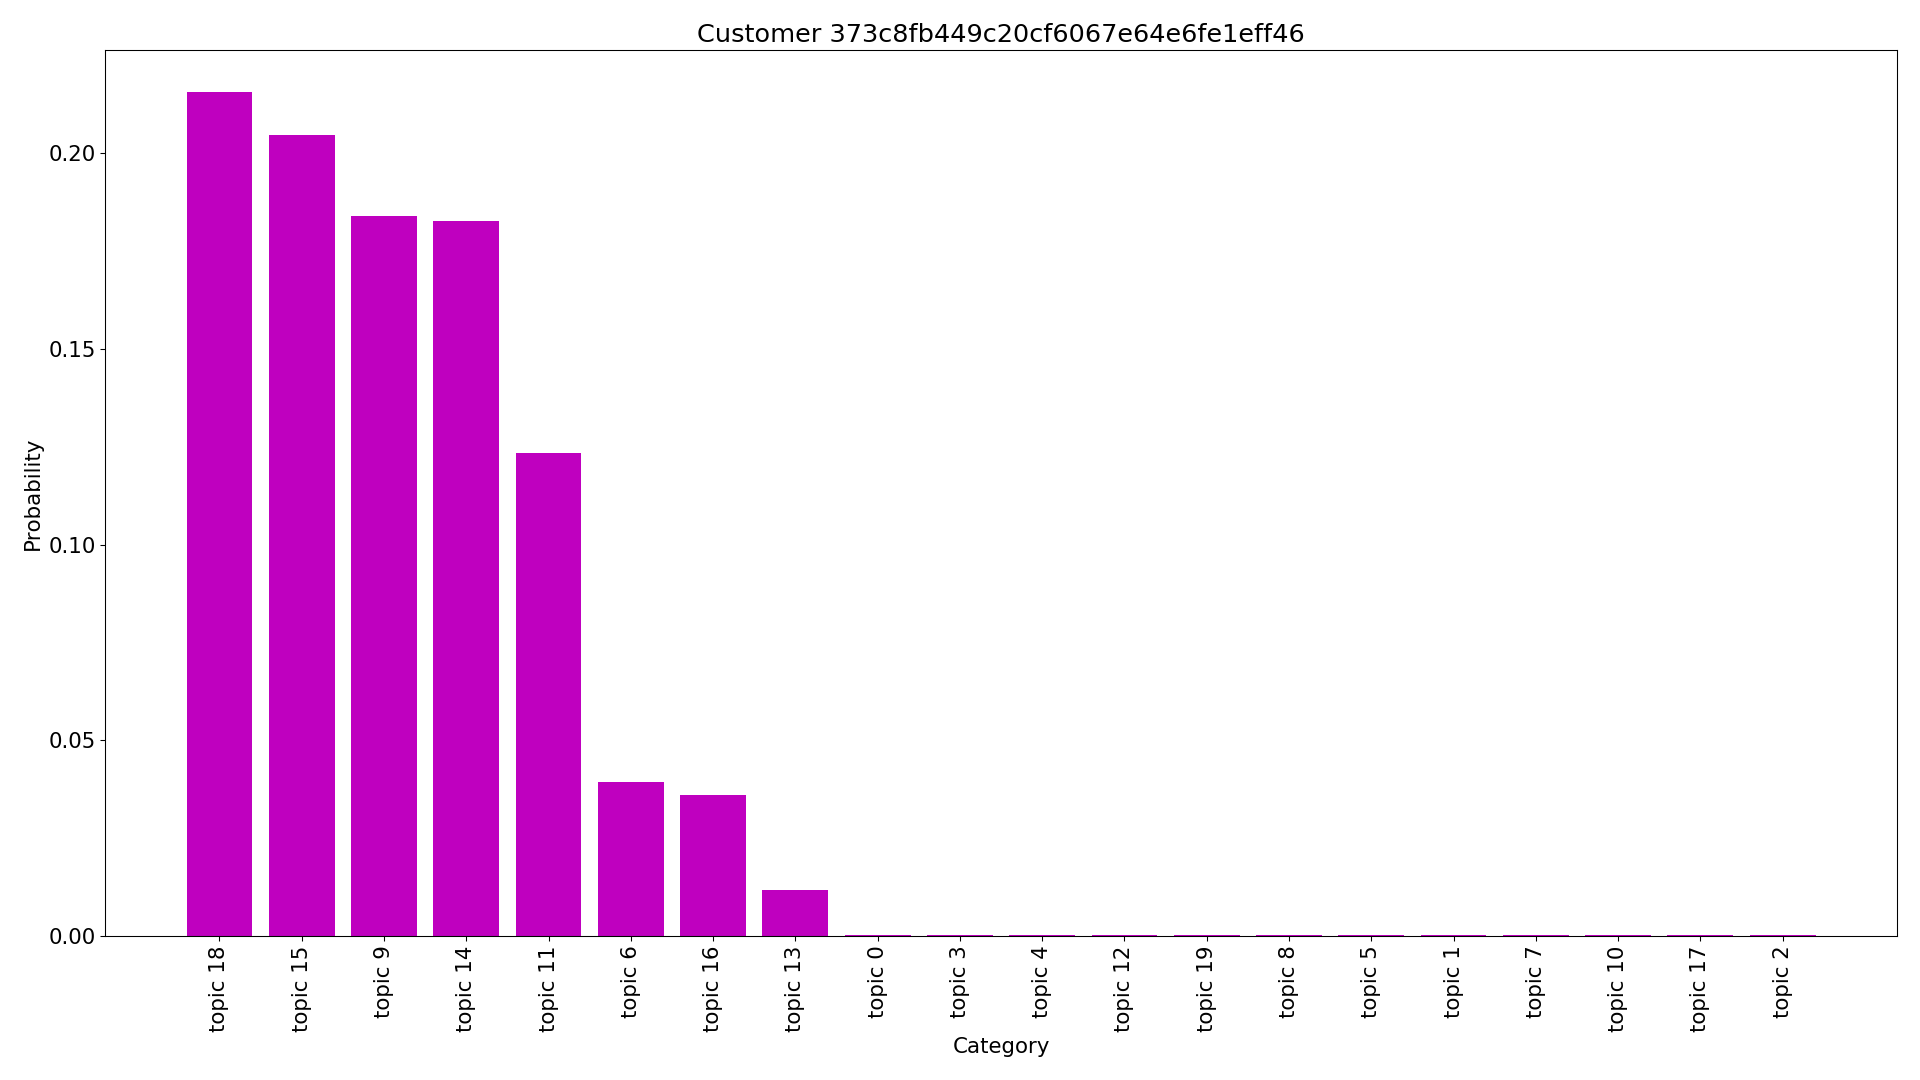 Customer 373c8fb449c20cf6067e64e6fe1eff46
Probability
0.20
0.15
0.10
0.05
0.00
topic 18
topic 15
topic 9
topic 14
topic 11
topic 6
topic 16
topic 13
topic 0
topic 3
topic 4
topic 12
topic 19
topic 8
topic 5
topic 1
topic 7
topic 10
topic 17
topic 2
Category